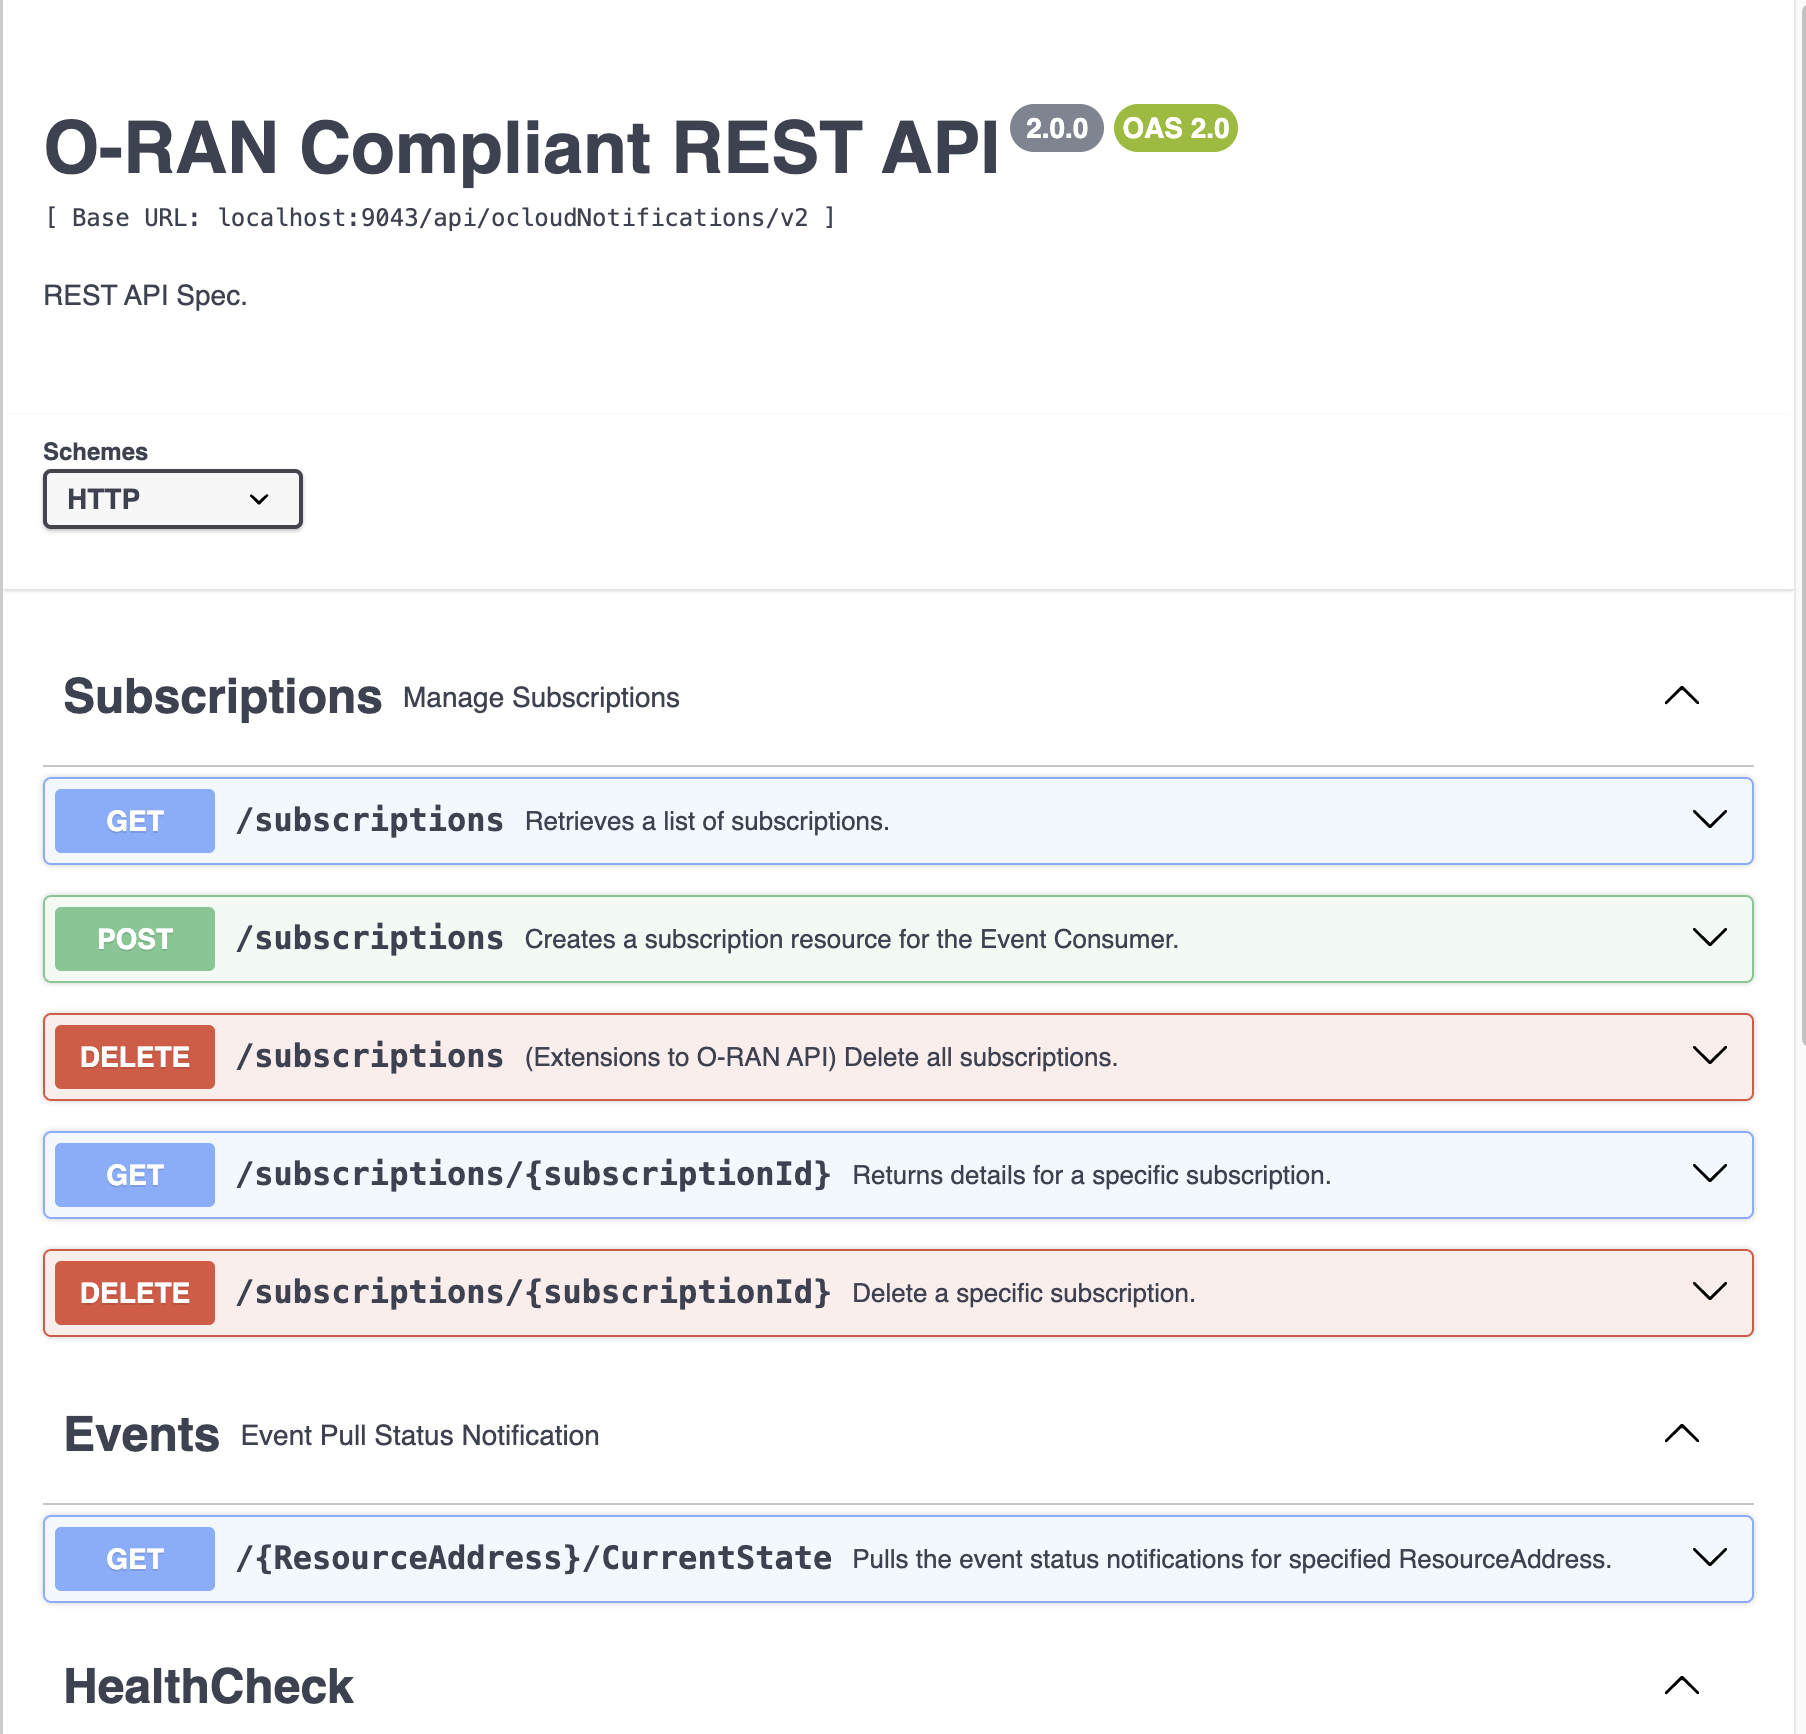 O-RAN Compliant REST API 2.0.0 OAS 2.0
[ Base URL: localhost:9043/api/ocloudNotifications/v2 ]
REST API Spec.
Schemes
HTTP
Subscriptions Manage Subscriptions
GET /subscriptions Retrieves a list of subscriptions.
POST /subscriptions Creates a subscription resource for the Event Consumer.
DELETE /subscriptions (Extensions to O-RAN API) Delete all subscriptions.
GET /subscriptions/{subscriptionId} Returns details for a specific subscription.
DELETE /subscriptions/{subscriptionId} Delete a specific subscription.
Events Event Pull Status Notification
GET /{ResourceAddress}/CurrentState Pulls the event status notifications for specified ResourceAddress.
HealthCheck